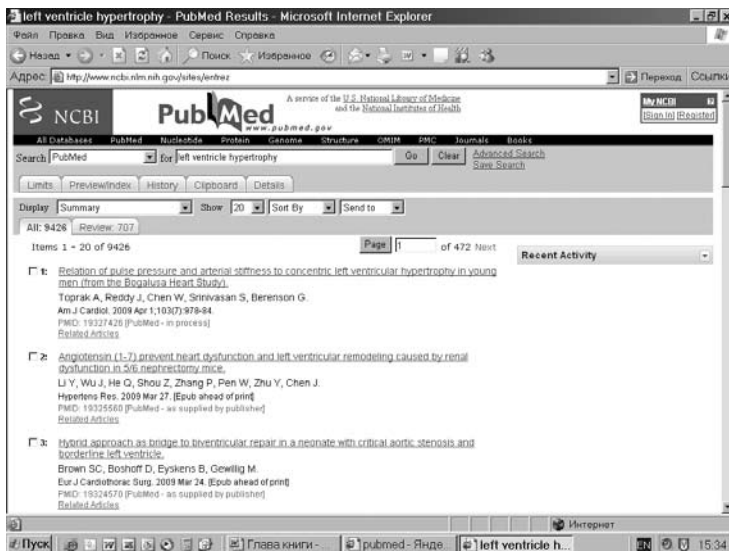 left ventricle hypertrophy - PubMed Results - Microsoft Internet Explorer
Файл Правка Вид Избранное Сервис Справка
Назад Поиск Избранное
Адрес: http://www.ncbi.nlm.nih.gov/sites/entrez Переход Ссылки
NCBI PubMed www.pubmed.gov
A service of the U.S. National Library of Medicine
and the National Institutes of Health
My NCBI
[Sign In] [Register]
All Databases PubMed Nucleotide Protein Genome Structure OMIM PMC Journals Books
Search PubMed for left ventricle hypertrophy Go Clear Advanced Search
Save Search
Limits Preview/Index History Clipboard Details
Display Summary Show 20 Sort By Send to
All: 9426 Review: 707
Items 1 - 20 of 9426 Page 1 of 472 Next
Recent Activity
1: Relation of pulse pressure and arterial stiffness to concentric left ventricular hypertrophy in young
men (from the Bogalusa Heart Study).
Toprak A, Reddy J, Chen W, Srinivasan S, Berenson G.
Am J Cardiol. 2009 Apr 1;103(7):978-84.
PMID: 19327426 [PubMed - in process]
Related Articles
2: Angiotensin (1-7) prevent heart dysfunction and left ventricular remodeling caused by renal
dysfunction in 5/6 nephrectomy mice.
Li Y, Wu J, He Q, Shou Z, Zhang P, Pen W, Zhu Y, Chen J.
Hypertens Res. 2009 Mar 27. [Epub ahead of print]
PMID: 19325560 [PubMed - as supplied by publisher]
Related Articles
3: Hybrid approach as bridge to biventricular repair in a neonate with critical aortic stenosis and
borderline left ventricle.
Brown SC, Boshoff D, Eyskens B, Gewillig M.
Eur J Cardiothorac Surg. 2009 Mar 24. [Epub ahead of print]
PMID: 19324570 [PubMed - as supplied by publisher]
Related Articles
Интернет
Пуск Глава книги - ... pubmed - Янде... left ventricle h... EN 15:34